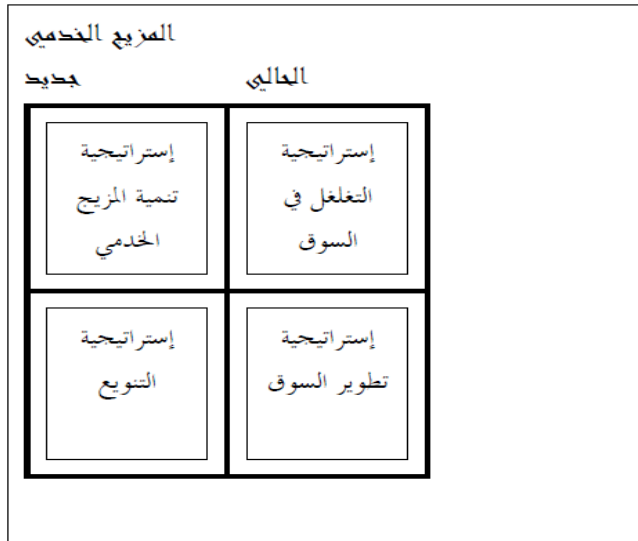 المزيج الخدمي
الحالي
جديد
إستراتيجية
التغلغل في
السوق
إستراتيجية
تنمية المزيج
الخدمي
إستراتيجية
تطوير السوق
إستراتيجية
التنويع